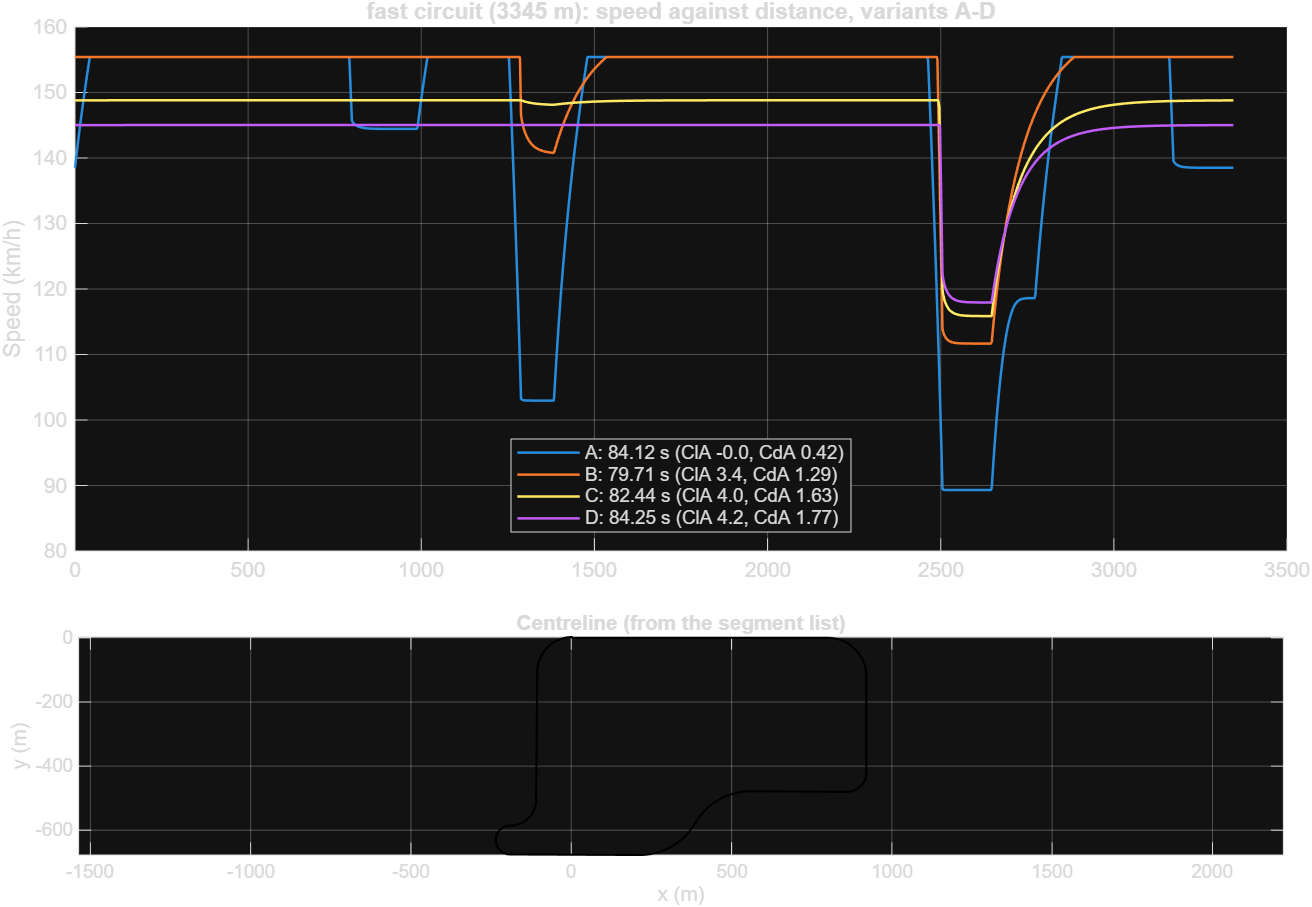 fast circuit (3345 m): speed against distance, variants A-D
160
150
140
130
120
110
100
90
80
Speed (km/h)
A: 84.12 s (ClA -0.0, CdA 0.42)
B: 79.71 s (ClA 3.4, CdA 1.29)
C: 82.44 s (ClA 4.0, CdA 1.63)
D: 84.25 s (ClA 4.2, CdA 1.77)
0 500 1000 1500 2000 2500 3000 3500
Centreline (from the segment list)
0
-200
-400
-600
y (m)
-1500 -1000 -500 0 500 1000 1500 2000
x (m)